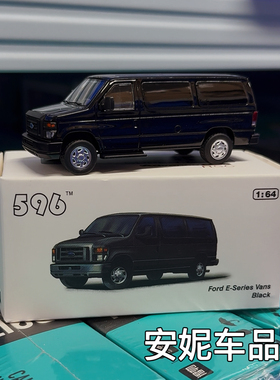 596™
1:64
Ford E-Series Vans
Black
安妮车品